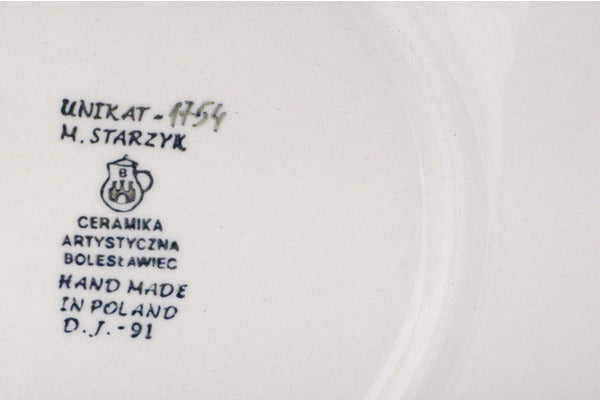 UNIKAT - 1754
M. STARZYK
B
CERAMIKA
ARTYSTYCZNA
BOLESŁAWIEC
HAND MADE
IN POLAND
D.J. - 91